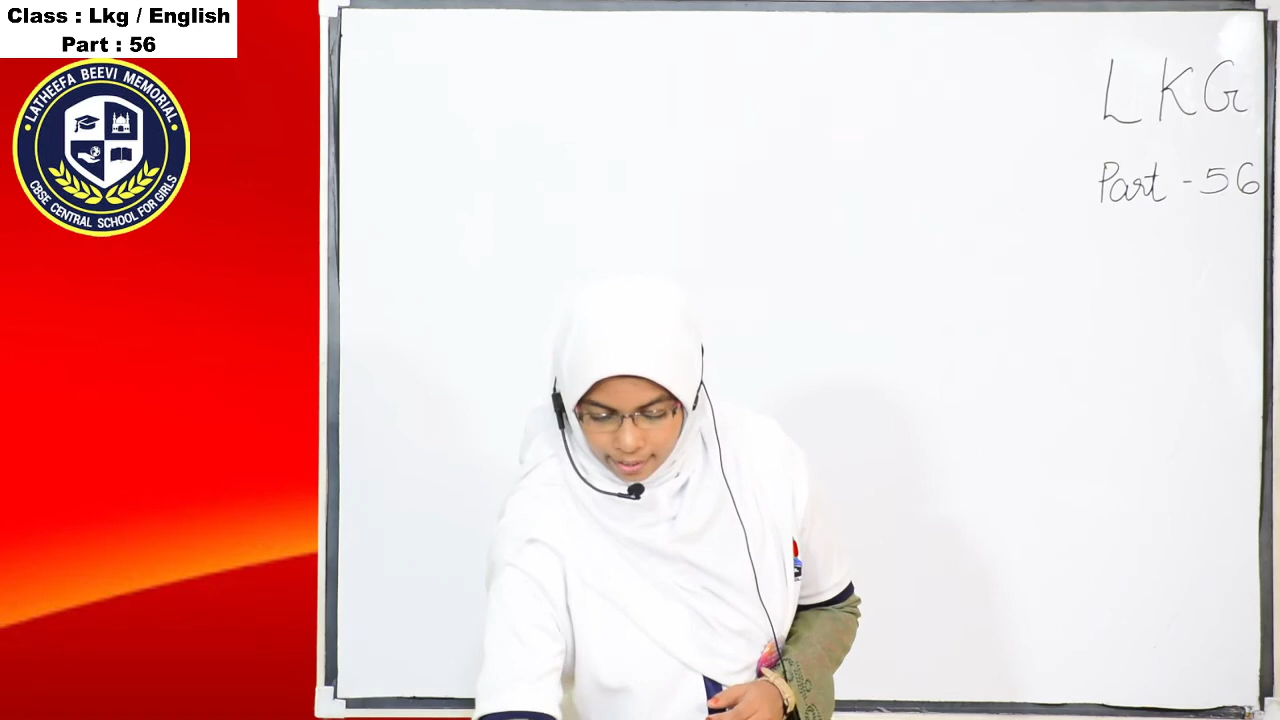 Class : Lkg / English
Part : 56
LATHEEFA BEEVI MEMORIAL
CBSE CENTRAL SCHOOL FOR GIRLS
LKG
Part - 56